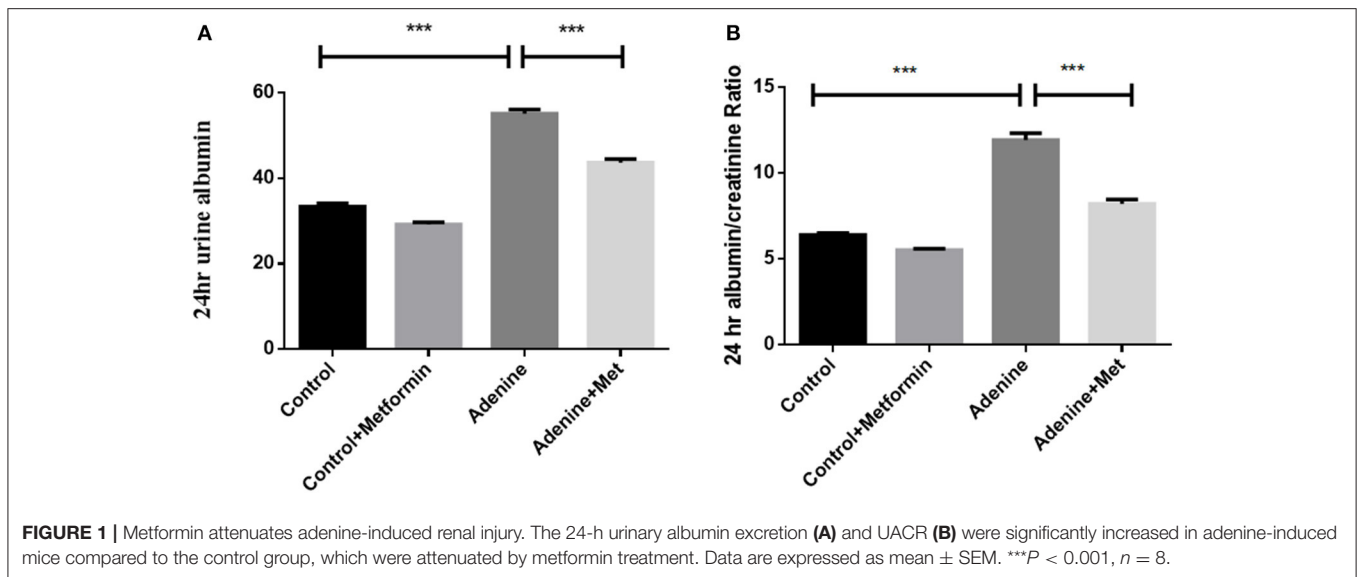 A
*** ***
24hr urine albumin
60
40
20
0
Control
Control+Metformin
Adenine
Adenine+Met
B
*** ***
24 hr albumin/creatinine Ratio
15
10
5
0
Control
Control+Metformin
Adenine
Adenine+Met
FIGURE 1 | Metformin attenuates adenine-induced renal injury. The 24-h urinary albumin excretion (A) and UACR (B) were significantly increased in adenine-induced
mice compared to the control group, which were attenuated by metformin treatment. Data are expressed as mean ± SEM. ***P < 0.001, n = 8.